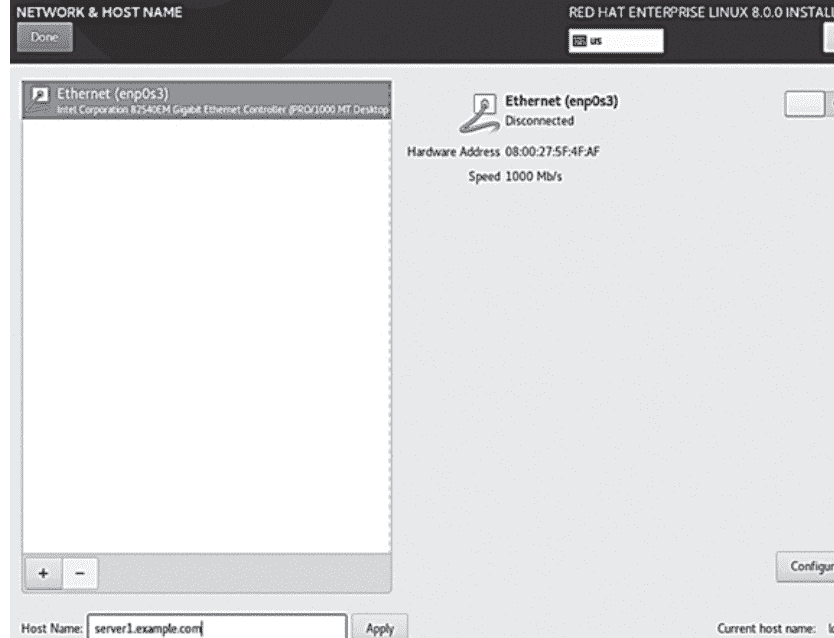 NETWORK & HOST NAME
RED HAT ENTERPRISE LINUX 8.0.0 INSTALL
Done
us
Ethernet (enp0s3)
Intel Corporation 82540EM Gigabit Ethernet Controller (PRO/1000 MT Desktop
Ethernet (enp0s3)
Disconnected
Hardware Address 08:00:27:5F:4F:AF
Speed 1000 Mb/s
+ −
Configur
Host Name: server1.example.com Apply
Current host name: lo